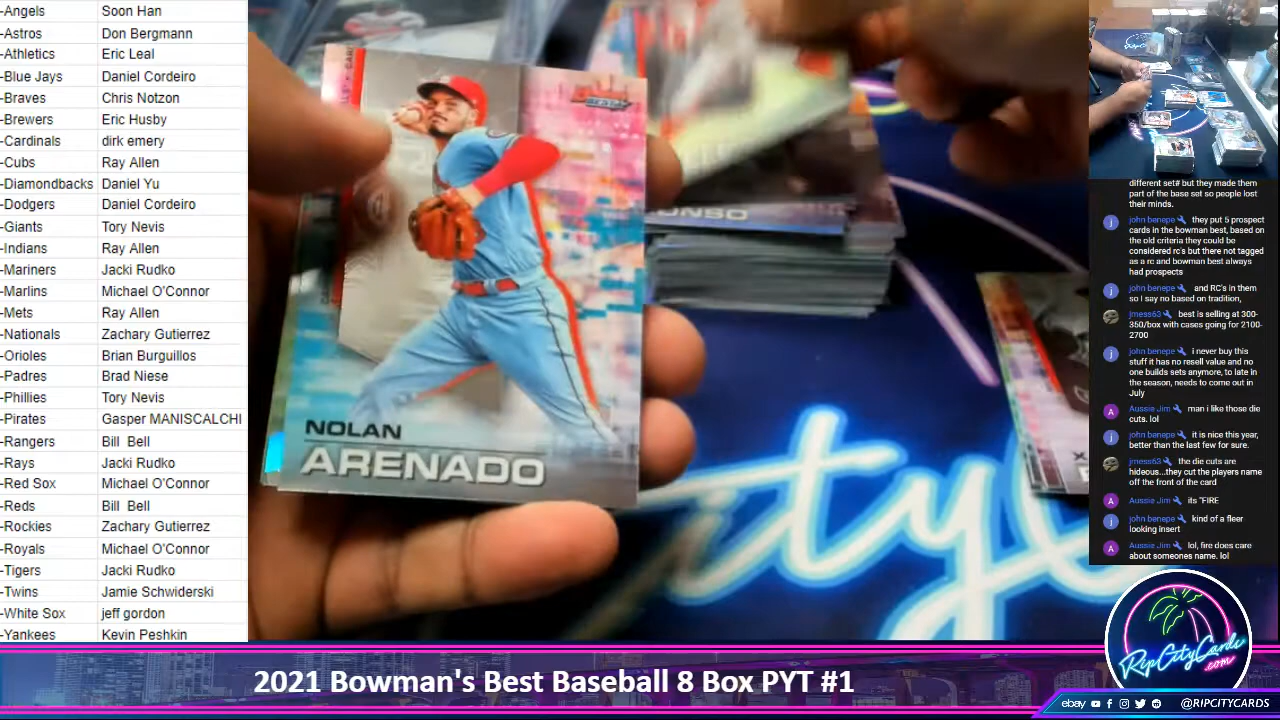 -Angels Soon Han
-Astros Don Bergmann
-Athletics Eric Leal
-Blue Jays Daniel Cordeiro
-Braves Chris Notzon
-Brewers Eric Husby
-Cardinals dirk emery
-Cubs Ray Allen
-Diamondbacks Daniel Yu
-Dodgers Daniel Cordeiro
-Giants Tory Nevis
-Indians Ray Allen
-Mariners Jacki Rudko
-Marlins Michael O'Connor
-Mets Ray Allen
-Nationals Zachary Gutierrez
-Orioles Brian Burguillos
-Padres Brad Niese
-Phillies Tory Nevis
-Pirates Gasper MANISCALCHI
-Rangers Bill Bell
-Rays Jacki Rudko
-Red Sox Michael O'Connor
-Reds Bill Bell
-Rockies Zachary Gutierrez
-Royals Michael O'Connor
-Tigers Jacki Rudko
-Twins Jamie Schwiderski
-White Sox jeff gordon
-Yankees Kevin Peshkin
BEST
NOLAN
ARENADO
ONSO
tyl
different set# but they made them
part of the base set so people lost
their minds.
john benepe they put 5 prospect
cards in the bowman best, based on
the old criteria they could be
considered rc's but there not tagged
as a rc and bowman best always
had prospects
john benepe and RC's in them
so I say no based on tradition,
jmess63 best is selling at 300-
350/box with cases going for 2100-
2700
john benepe i never buy this
stuff it has no resell value and no
one builds sets anymore, to late in
the season, needs to come out in
July
Aussie Jim man i like those die
cuts. lol
john benepe it is nice this year,
better than the last few for sure.
jmess63 the die cuts are
hideous...they cut the players name
off the front of the card
Aussie Jim its "FIRE
john benepe kind of a fleer
looking insert
Aussie Jim lol, fire does care
about someones name. lol
RipCityCards
.com
2021 Bowman's Best Baseball 8 Box PYT #1
ebay @RIPCITYCARDS